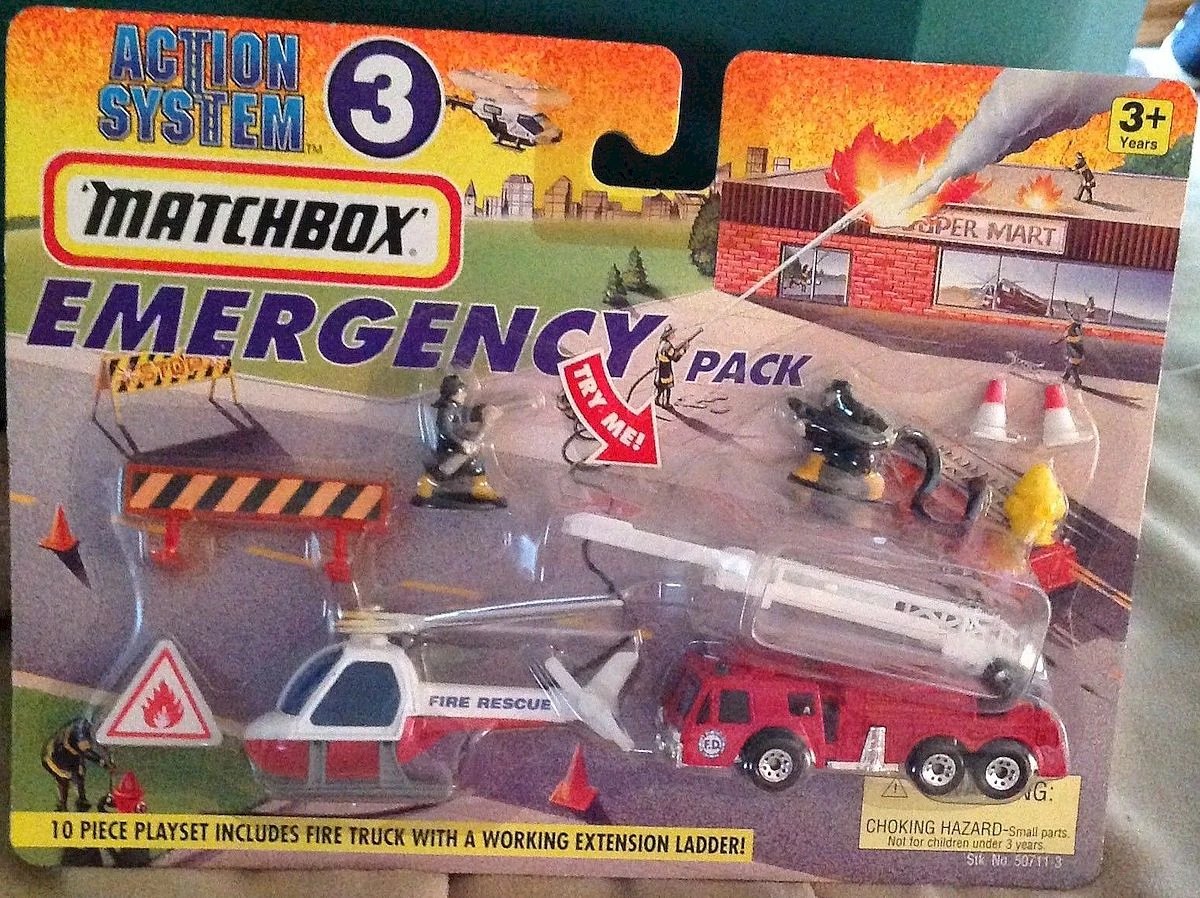 ACTION
SYSTEM™
3
3+
Years
'MATCHBOX'®
SUPER MART
EMERGENCY PACK
STOP
TRY ME!
FIRE RESCUE
F.D.
10 PIECE PLAYSET INCLUDES FIRE TRUCK WITH A WORKING EXTENSION LADDER!
CHOKING HAZARD-Small parts.
Not for children under 3 years.
Stk. No. 50711-3